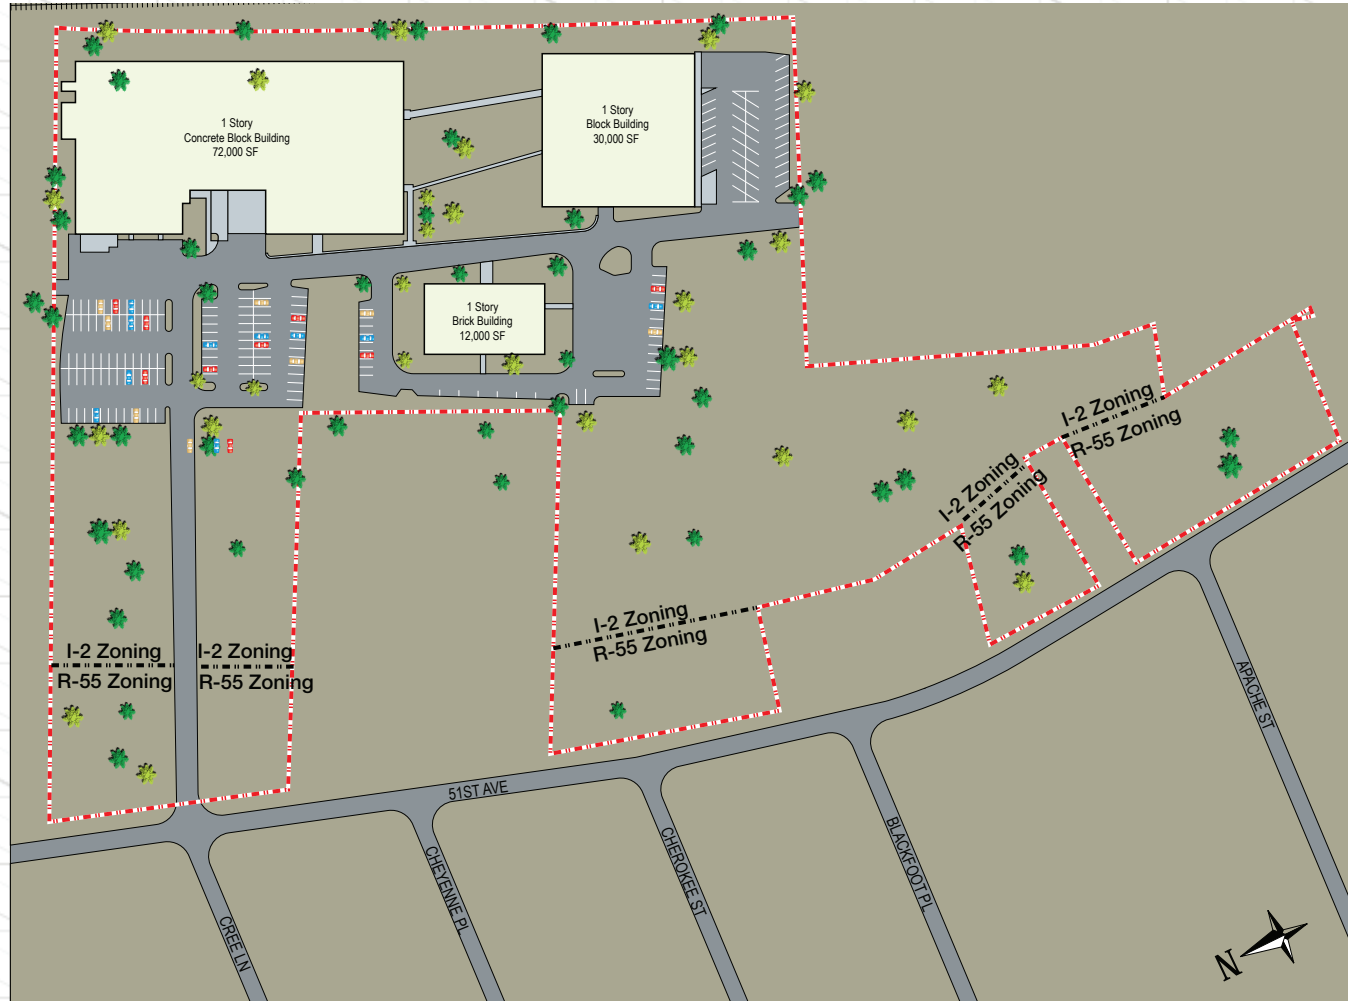 1 Story
Concrete Block Building
72,000 SF
1 Story
Block Building
30,000 SF
1 Story
Brick Building
12,000 SF
I-2 Zoning
R-55 Zoning
I-2 Zoning
R-55 Zoning
I-2 Zoning
R-55 Zoning
I-2 Zoning
R-55 Zoning
I-2 Zoning
R-55 Zoning
51ST AVE
CREE LN
CHEYENNE PL
CHEROKEE ST
BLACKFOOT PL
APACHE ST
N